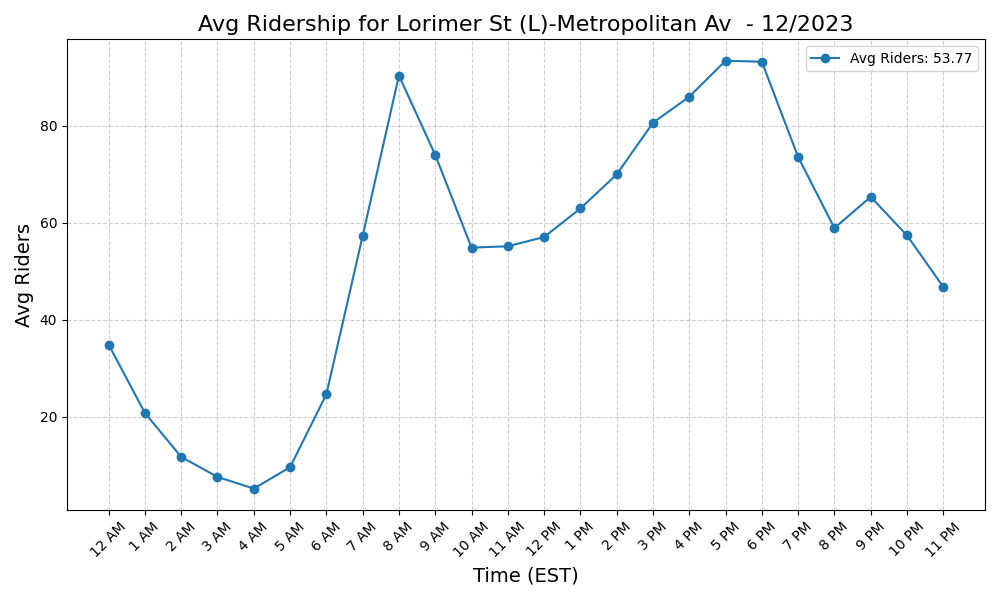 Avg Ridership for Lorimer St (L)-Metropolitan Av  - 12/2023
Avg Riders: 53.77
Avg Riders
80
60
40
20
12 AM
1 AM
2 AM
3 AM
4 AM
5 AM
6 AM
7 AM
8 AM
9 AM
10 AM
11 AM
12 PM
1 PM
2 PM
3 PM
4 PM
5 PM
6 PM
7 PM
8 PM
9 PM
10 PM
11 PM
Time (EST)